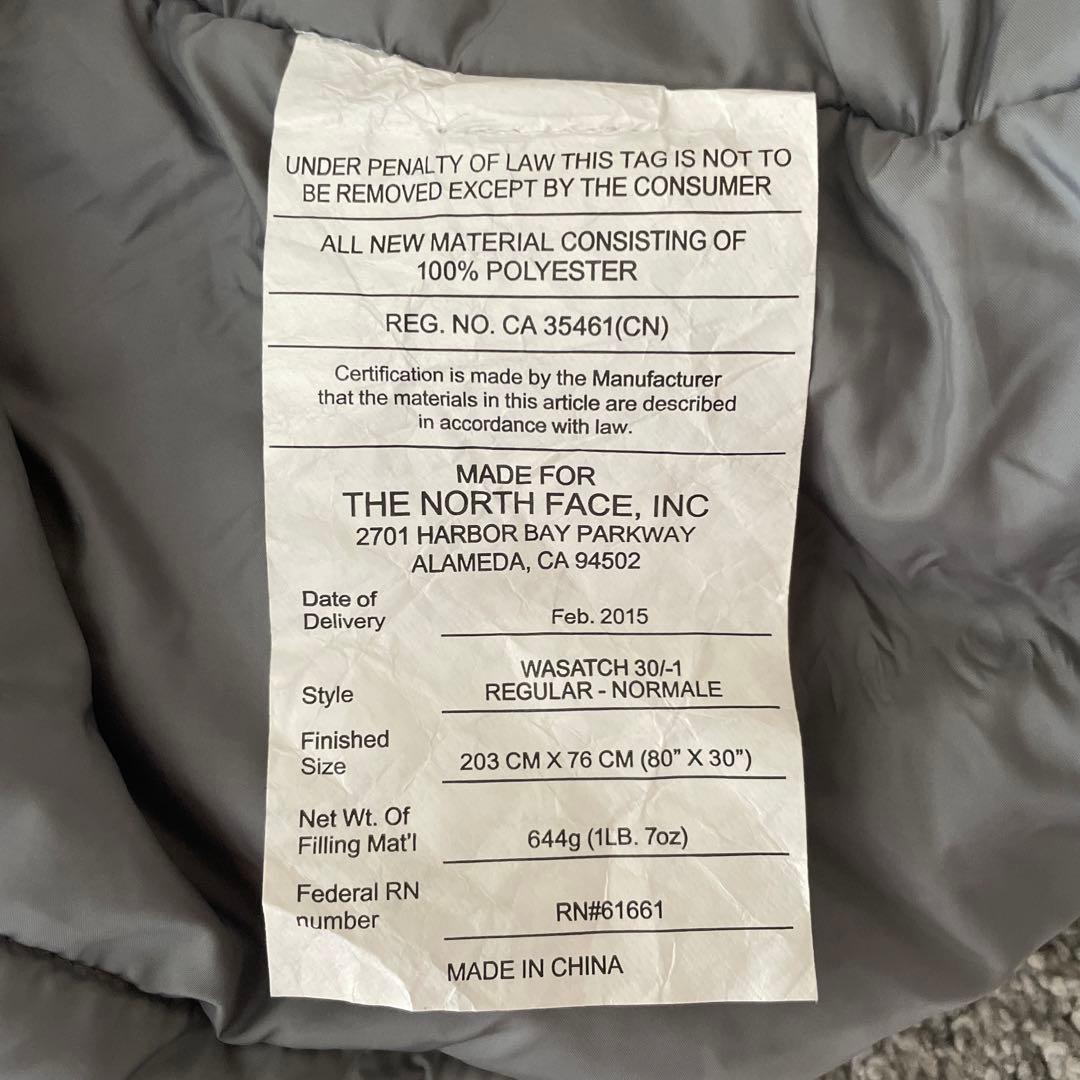 UNDER PENALTY OF LAW THIS TAG IS NOT TO
BE REMOVED EXCEPT BY THE CONSUMER
ALL NEW MATERIAL CONSISTING OF
100% POLYESTER
REG. NO. CA 35461(CN)
Certification is made by the Manufacturer
that the materials in this article are described
in accordance with law.
MADE FOR
THE NORTH FACE, INC
2701 HARBOR BAY PARKWAY
ALAMEDA, CA 94502
Date of
Delivery
Feb. 2015
Style
WASATCH 30/-1
REGULAR - NORMALE
Finished
Size
203 CM X 76 CM (80” X 30”)
Net Wt. Of
Filling Mat'l
644g (1LB. 7oz)
Federal RN
number
RN#61661
MADE IN CHINA